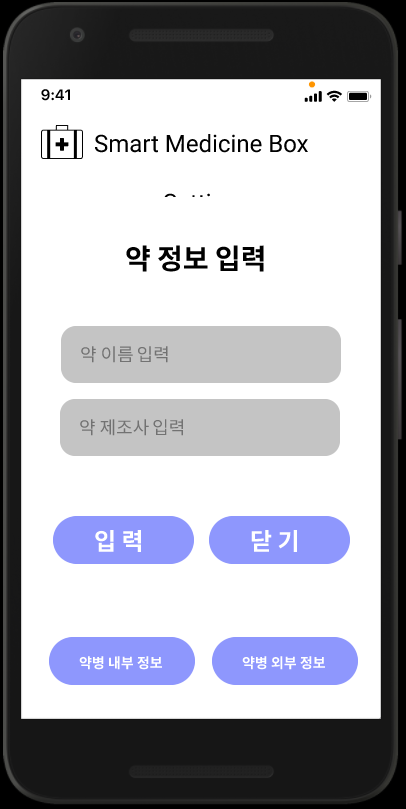 9:41
Smart Medicine Box
약 정보 입력
약 이름 입력
약 제조사 입력
입 력 닫 기
약병 내부 정보 약병 외부 정보